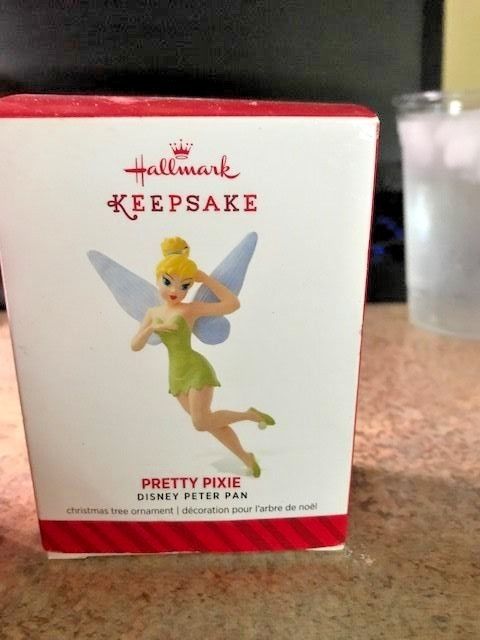 Hallmark
KEEPSAKE
PRETTY PIXIE
DISNEY PETER PAN
christmas tree ornament | décoration pour l'arbre de noël